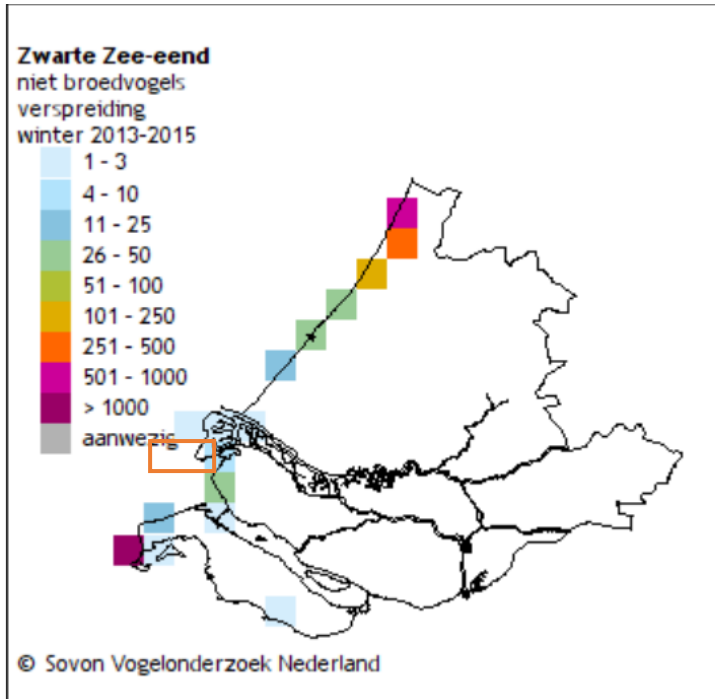 Zwarte Zee-eend
niet broedvogels
verspreiding
winter 2013-2015
1 - 3
4 - 10
11 - 25
26 - 50
51 - 100
101 - 250
251 - 500
501 - 1000
> 1000
aanwezig
© Sovon Vogelonderzoek Nederland